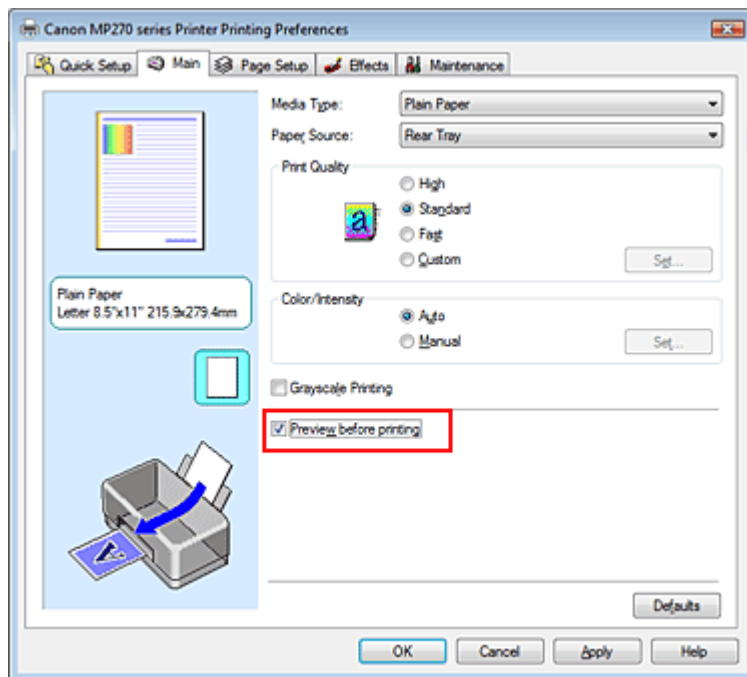 Canon MP270 series Printer Printing Preferences
Quick Setup Main Page Setup Effects Maintenance
Media Type: Plain Paper
Paper Source: Rear Tray
Print Quality
High
Standard
Fast
Custom Set...
Plain Paper
Letter 8.5"x11" 215.9x279.4mm
Color/Intensity
Auto
Manual Set...
Grayscale Printing
Preview before printing
Defaults
OK Cancel Apply Help